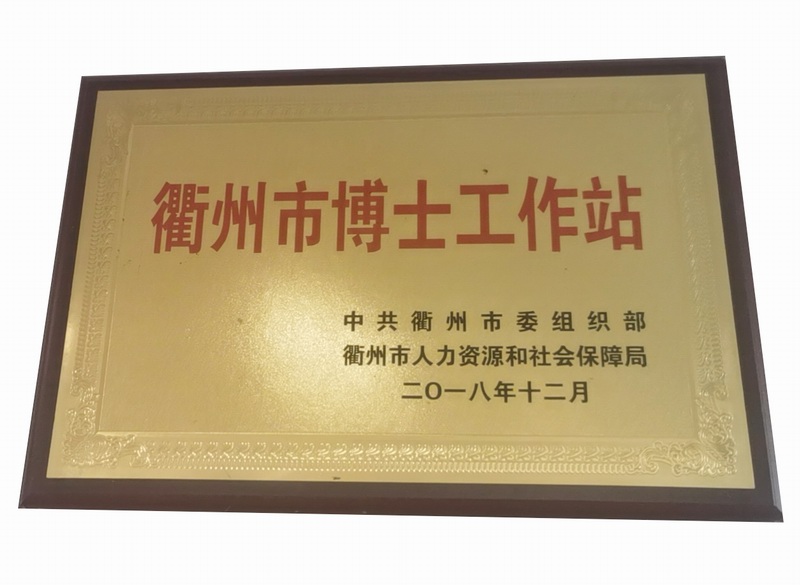 衢州市博士工作站
中共衢州市委组织部
衢州市人力资源和社会保障局
二〇一八年十二月